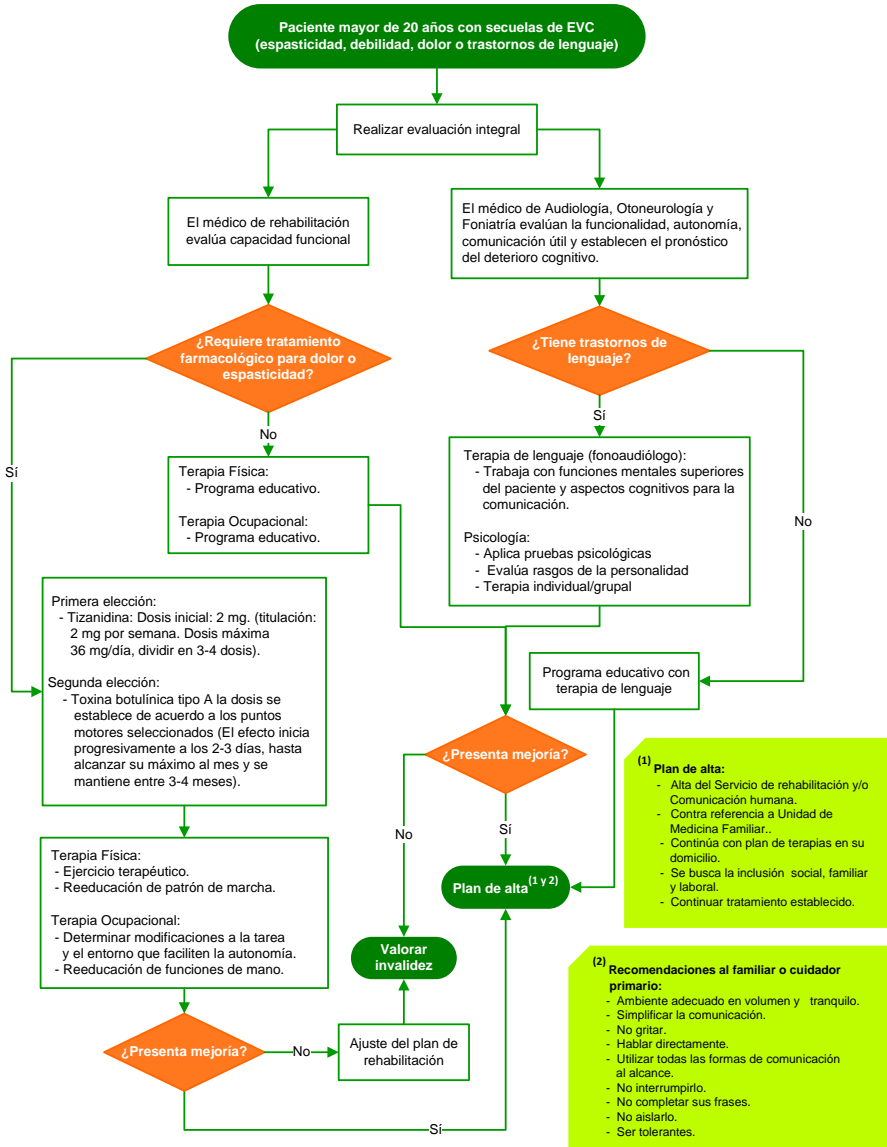 Paciente mayor de 20 años con secuelas de EVC
(espasticidad, debilidad, dolor o trastornos de lenguaje)
Realizar evaluación integral
El médico de rehabilitación
evalúa capacidad funcional
El médico de Audiología, Otoneurología y
Foniatría evalúan la funcionalidad, autonomía,
comunicación útil y establecen el pronóstico
del deterioro cognitivo.
¿Requiere tratamiento
farmacológico para dolor o
espasticidad?
¿Tiene trastornos de
lenguaje?
No
Sí
Sí
No
Terapia Física:
- Programa educativo.
Terapia Ocupacional:
- Programa educativo.
Terapia de lenguaje (fonoaudiólogo):
- Trabaja con funciones mentales superiores
del paciente y aspectos cognitivos para la
comunicación.
Psicología:
- Aplica pruebas psicológicas
- Evalúa rasgos de la personalidad
- Terapia individual/grupal
Primera elección:
- Tizanidina: Dosis inicial: 2 mg. (titulación:
2 mg por semana. Dosis máxima
36 mg/día, dividir en 3-4 dosis).
Segunda elección:
- Toxina botulínica tipo A la dosis se
establece de acuerdo a los puntos
motores seleccionados (El efecto inicia
progresivamente a los 2-3 días, hasta
alcanzar su máximo al mes y se
mantiene entre 3-4 meses).
Programa educativo con
terapia de lenguaje
¿Presenta mejoría?
No
Sí
Plan de alta(1 y 2)
Valorar
invalidez
Terapia Física:
- Ejercicio terapéutico.
- Reeducación de patrón de marcha.
Terapia Ocupacional:
- Determinar modificaciones a la tarea
y el entorno que faciliten la autonomía.
- Reeducación de funciones de mano.
¿Presenta mejoría?
No
Ajuste del plan de
rehabilitación
Sí
(1) Plan de alta:
- Alta del Servicio de rehabilitación y/o
Comunicación humana.
- Contra referencia a Unidad de
Medicina Familiar..
- Continúa con plan de terapias en su
domicilio.
- Se busca la inclusión social, familiar
y laboral.
- Continuar tratamiento establecido.
(2) Recomendaciones al familiar o cuidador
primario:
- Ambiente adecuado en volumen y tranquilo.
- Simplificar la comunicación.
- No gritar.
- Hablar directamente.
- Utilizar todas las formas de comunicación
al alcance.
- No interrumpirlo.
- No completar sus frases.
- No aislarlo.
- Ser tolerantes.